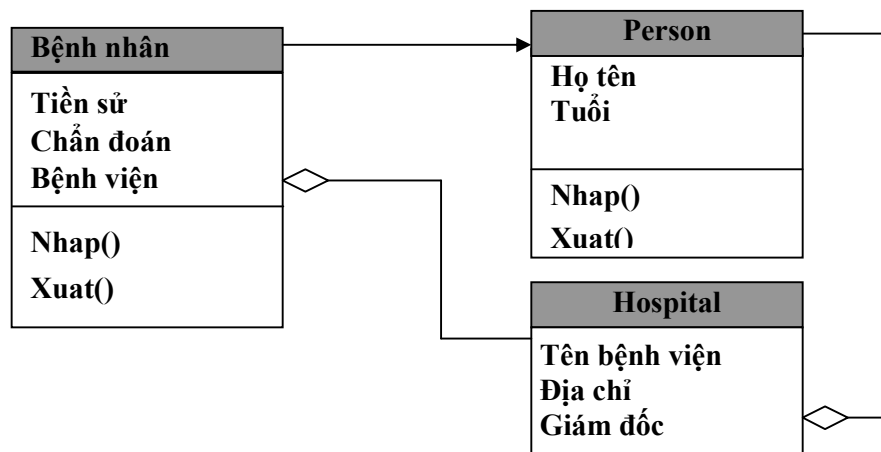 Bệnh nhân
Tiền sử
Chẩn đoán
Bệnh viện
Nhap()
Xuat()
Person
Họ tên
Tuổi
Nhap()
Xuat()
Hospital
Tên bệnh viện
Địa chỉ
Giám đốc